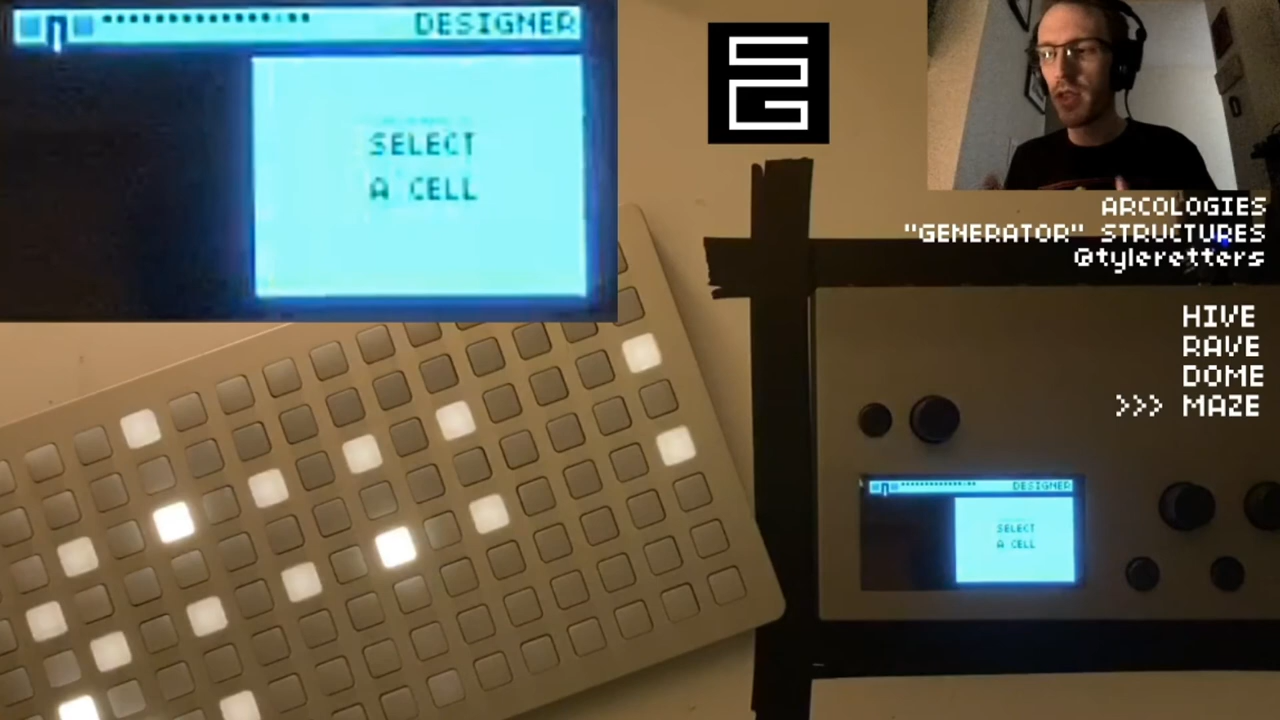 DESIGNER
SELECT
A CELL
ARCOLOGIES
"GENERATOR" STRUCTURES
@tyleretters
HIVE
RAVE
DOME
>>> MAZE
DESIGNER
SELECT
A CELL